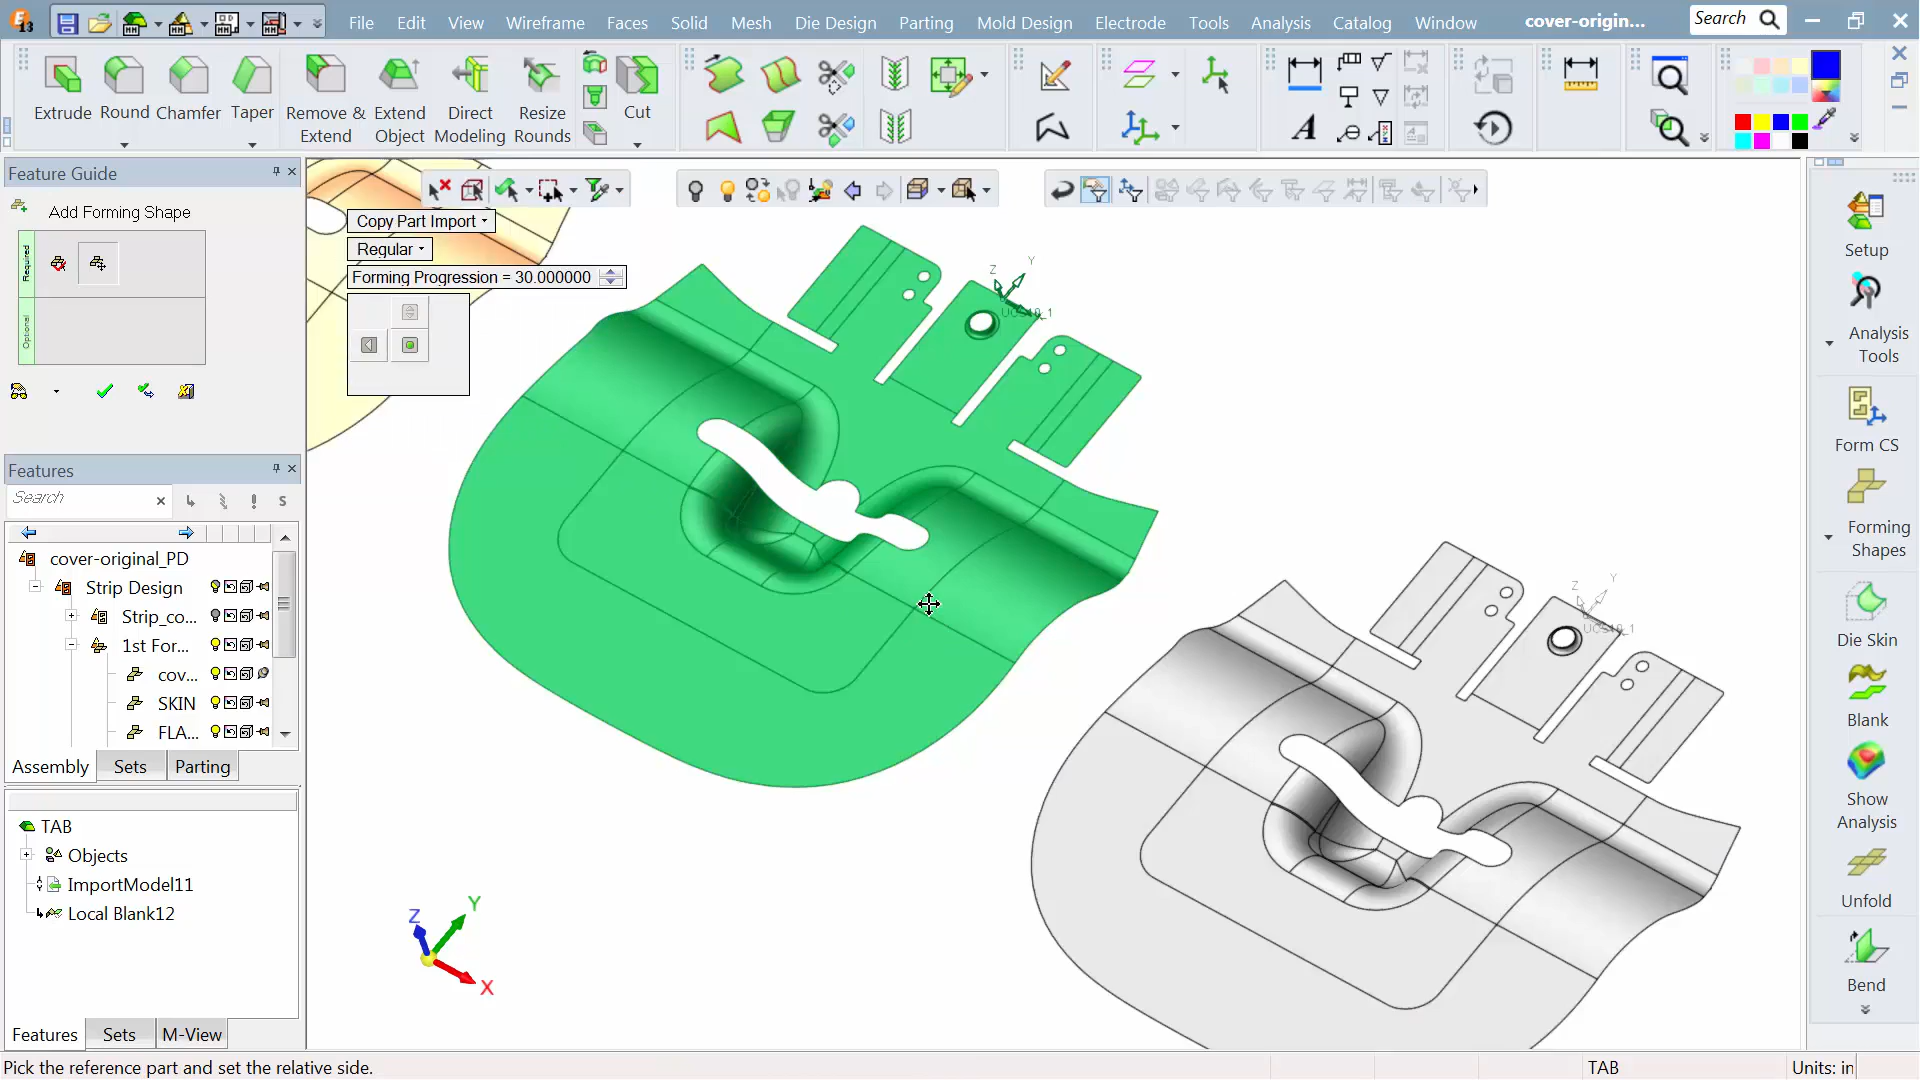 File Edit View Wireframe Faces Solid Mesh Die Design Parting Mold Design Electrode Tools Analysis Catalog Window cover-origin... Search
Extrude Round Chamfer Taper Remove & Extend Extend Object Direct Modeling Resize Rounds Cut
Feature Guide
Add Forming Shape
Required
Optional
Copy Part Import
Regular
Forming Progression = 30.000000
Features
Search
S
cover-original_PD
Strip Design
Strip_co...
1st For...
cov...
SKIN
FLA...
Assembly Sets Parting
TAB
Objects
ImportModel11
Local Blank12
Features Sets M-View
Z Y
UCS10_1
Z Y
UCS10_1
Z Y X
Setup
Analysis Tools
Form CS
Forming Shapes
Die Skin
Blank
Show Analysis
Unfold
Bend
Pick the reference part and set the relative side. TAB Units: in